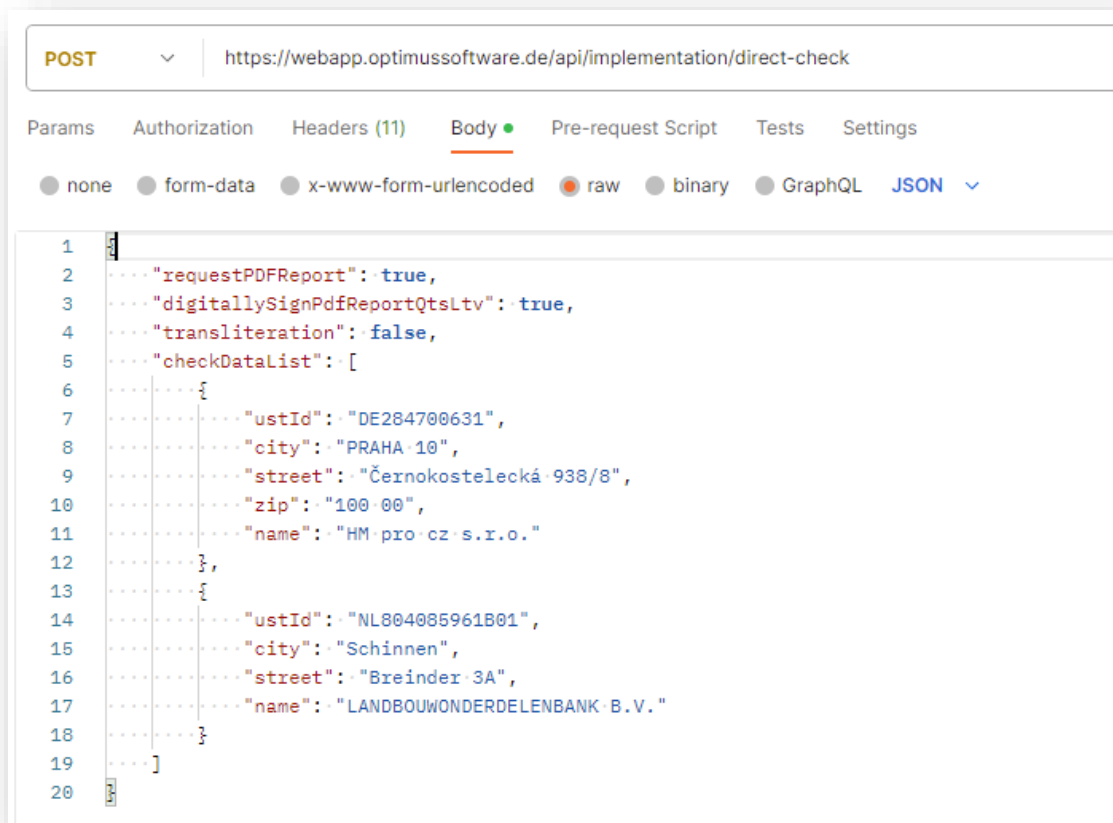 POST https://webapp.optimussoftware.de/api/implementation/direct-check
Params Authorization Headers (11) Body Pre-request Script Tests Settings
none form-data x-www-form-urlencoded raw binary GraphQL JSON
1 {
2 "requestPDFReport": true,
3 "digitallySignPdfReportQtsLtv": true,
4 "transliteration": false,
5 "checkDataList": [
6 {
7 "ustId": "DE284700631",
8 "city": "PRAHA 10",
9 "street": "Černokostelecká 938/8",
10 "zip": "100 00",
11 "name": "HM pro cz s.r.o."
12 },
13 {
14 "ustId": "NL804085961B01",
15 "city": "Schinnen",
16 "street": "Breinder 3A",
17 "name": "LANDBOUWONDERDELENBANK B.V."
18 }
19 ]
20 }